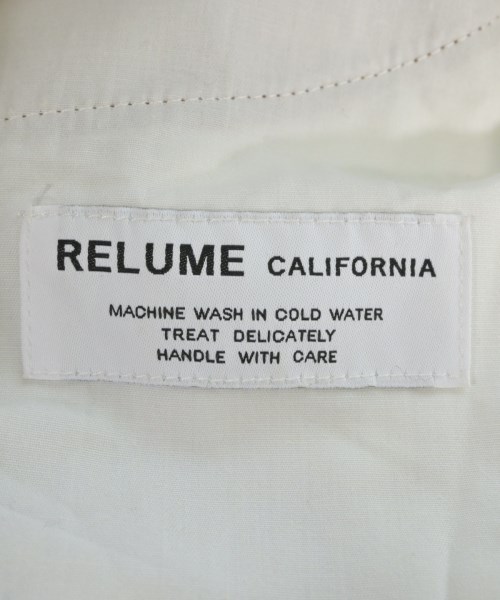 RELUME CALIFORNIA
MACHINE WASH IN COLD WATER
TREAT DELICATELY
HANDLE WITH CARE